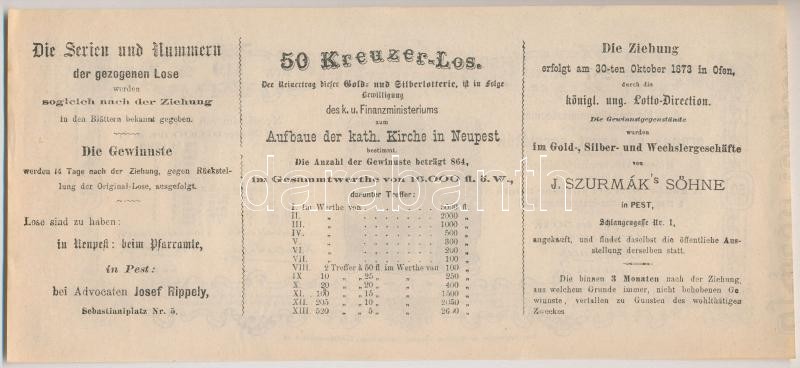 Die Serien und Nummern
der gezogenen Lose
werden
sogleich nach der Ziehung
in den Blättern bekannt gegeben.
Die Gewinnste
werden 14 Tage nach der Ziehung, gegen Rückstel-
lung der Original-Lose, ausgefolgt.
Lose sind zu haben:
in Neupest: beim Pfarramte,
in Pest:
bei Advocaten Josef Rippely,
Sebastianiplatz Nr. 5.
50 Kreuzer-Los.
Der Reinertrag dieser Gold- und Silberlotterie, ist in Folge
Bewilligung
des k. u. Finanzministeriums
zum
Aufbaue der kath. Kirche in Neupest
bestimmt.
Die Anzahl der Gewinnste beträgt 864,
im Gesammtwerthe von 16.000 fl. ö. W.,
darunter Treffer:
I. im Werthe von . . . . . . . 5000 fl.
II. „ . . . . . . . 2000 „
III. „ . . . . . . . 1000 „
IV. „ . . . . . . . 500 „
V. „ . . . . . . . 300 „
VI. „ . . . . . . . 200 „
VII. „ . . . . . . . 100 „
VIII. 2 Treffer à 50 fl. im Werthe von 100 „
IX 10 „ „ 25 „ „ 250 „
X. 20 „ „ 20 „ „ 400 „
XI. 100 „ „ 15 „ „ 1500 „
XII. 205 „ „ 10 „ „ 2050 „
XIII. 520 „ „ 5 „ „ 2600 „
Die Ziehung
erfolgt am 30-ten Oktober 1873 in Ofen,
durch die
königl. ung. Lotto-Direction.
Die Gewinnstgegenstände
wurden
im Gold-, Silber- und Wechslergeschäfte
von
J. SZURMÁK's SÖHNE
in PEST,
Schlangengasse Nr. 1,
angekauft, und findet daselbst die öffentliche Aus-
stellung derselben statt.
Die binnen 3 Monaten nach der Ziehung,
aus welchem Grunde immer, nicht behobenen Ge
winnste, verfallen zu Gunsten des wohlthätigen
Zweckes
darabanth